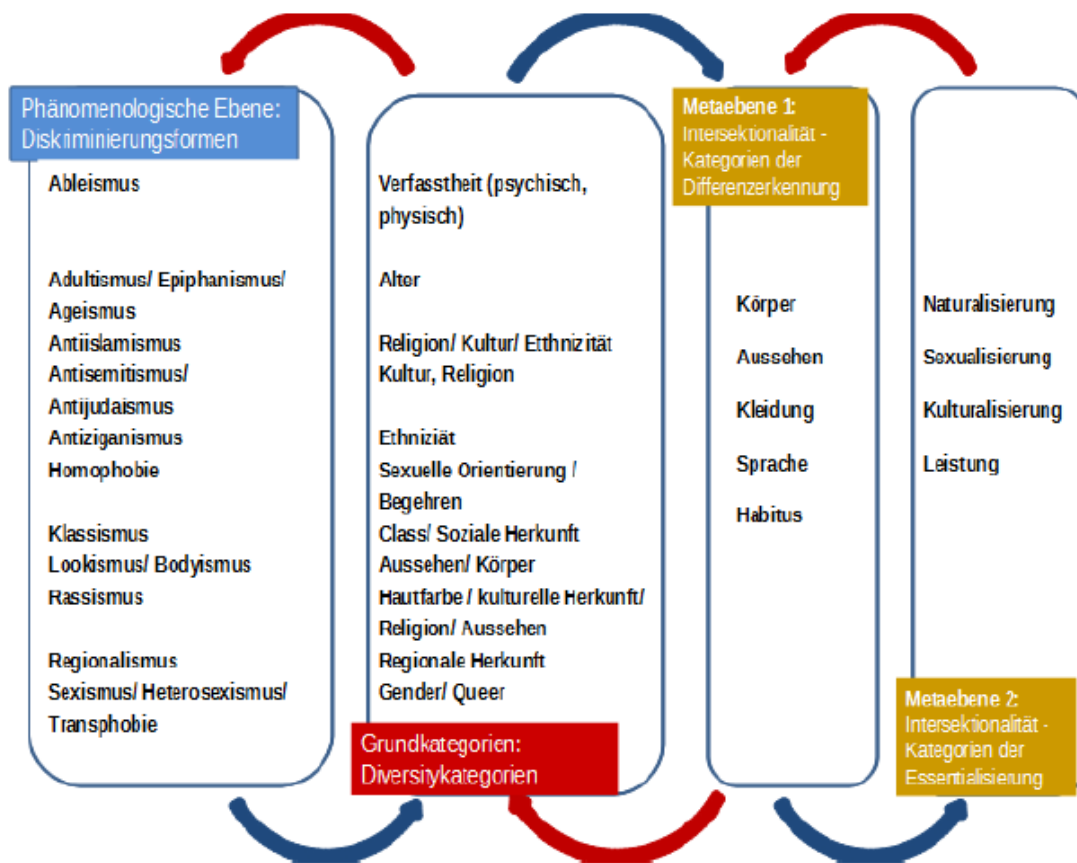 Phänomenologische Ebene:
Diskriminierungsformen
Ableismus
Adultismus/ Epiphanismus/
Ageismus
Antiislamismus
Antisemitismus/
Antijudaismus
Antiziganismus
Homophobie
Klassismus
Lookismus/ Bodyismus
Rassismus
Regionalismus
Sexismus/ Heterosexismus/
Transphobie
Verfasstheit (psychisch,
physisch)
Alter
Religion/ Kultur/ Etthnizität
Kultur, Religion
Ethniziät
Sexuelle Orientierung /
Begehren
Class/ Soziale Herkunft
Aussehen/ Körper
Hautfarbe / kulturelle Herkunft/
Religion/ Aussehen
Regionale Herkunft
Gender/ Queer
Grundkategorien:
Diversitykategorien
Metaebene 1:
Intersektionalität -
Kategorien der
Differenzerkennung
Körper
Aussehen
Kleidung
Sprache
Habitus
Naturalisierung
Sexualisierung
Kulturalisierung
Leistung
Metaebene 2:
Intersektionalität -
Kategorien der
Essentialisierung